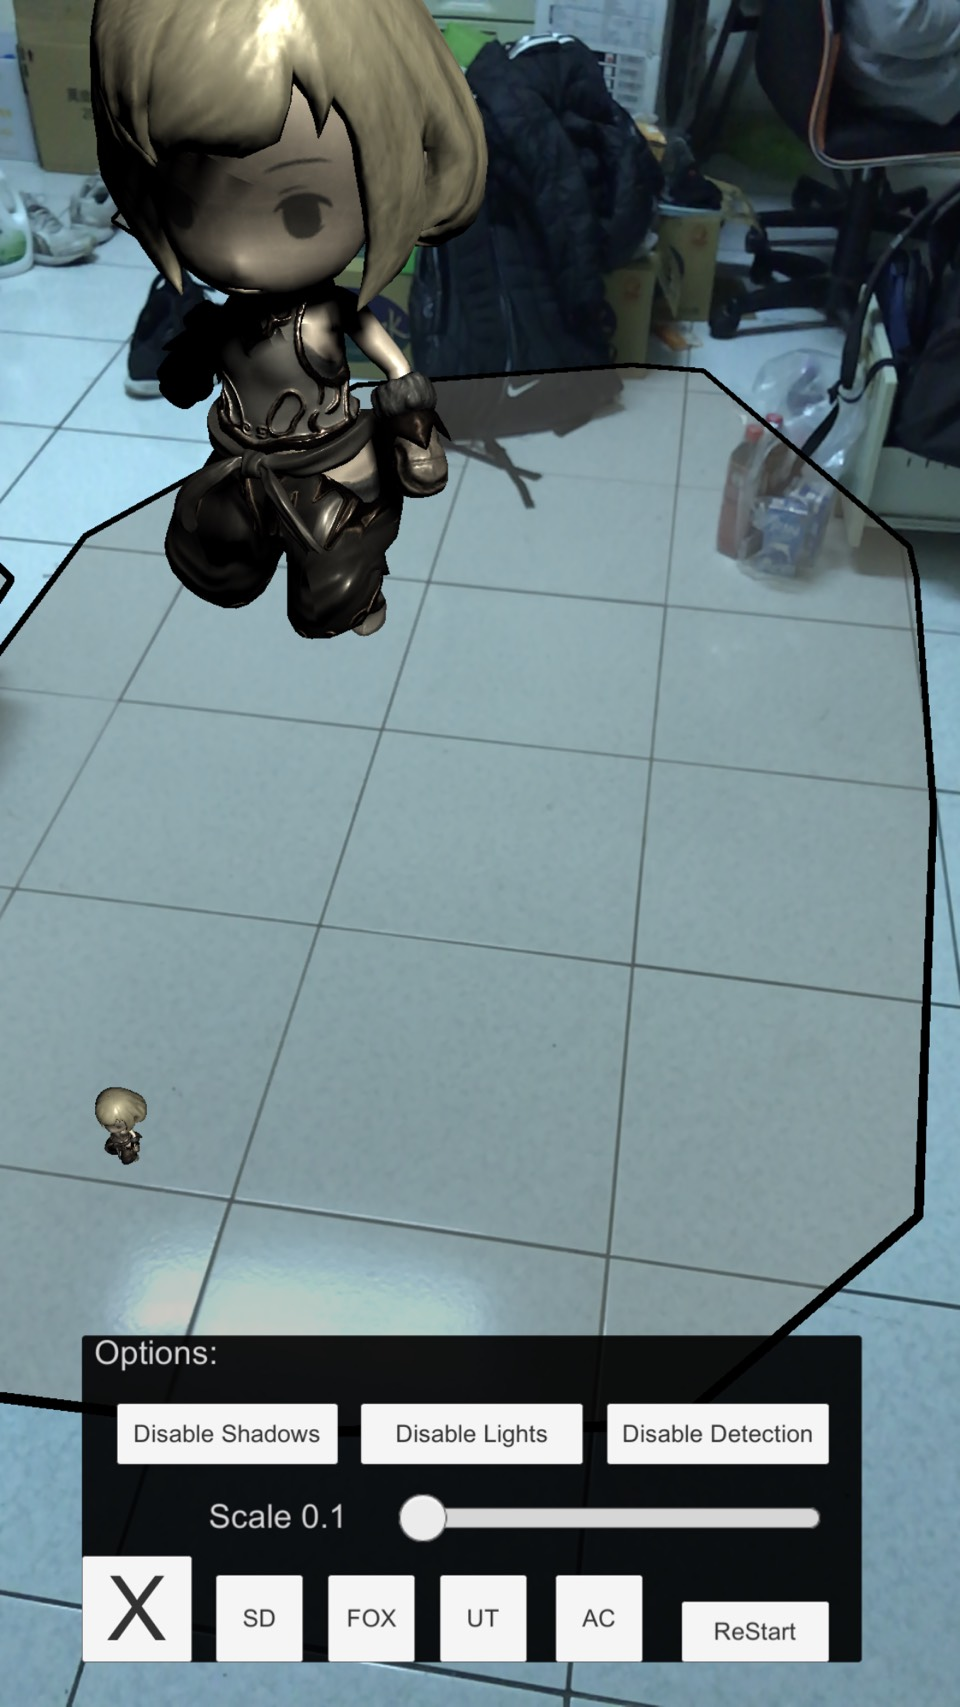 Options:
Disable Shadows
Disable Lights
Disable Detection
Scale 0.1
X
SD
FOX
UT
AC
ReStart